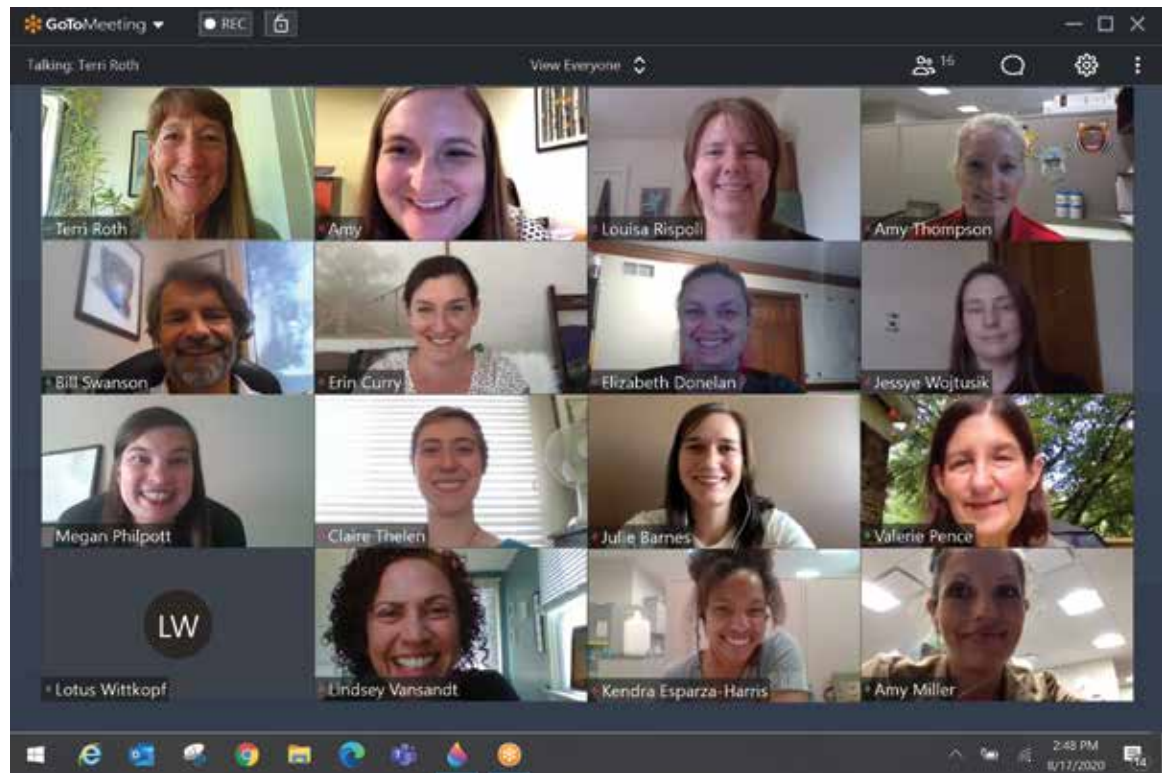 GoToMeeting REC
Talking: Terri Roth View Everyone 16
Terri Roth Amy Louisa Rispoli Amy Thompson
Bill Swanson Erin Curry Elizabeth Donelan Jessye Wojtusik
Megan Philpott Claire Thelen Julie Barnes Valerie Pence
LW
Lotus Wittkopf Lindsey Vansandt Kendra Esparza-Harris Amy Miller
2:48 PM
8/17/2020 14